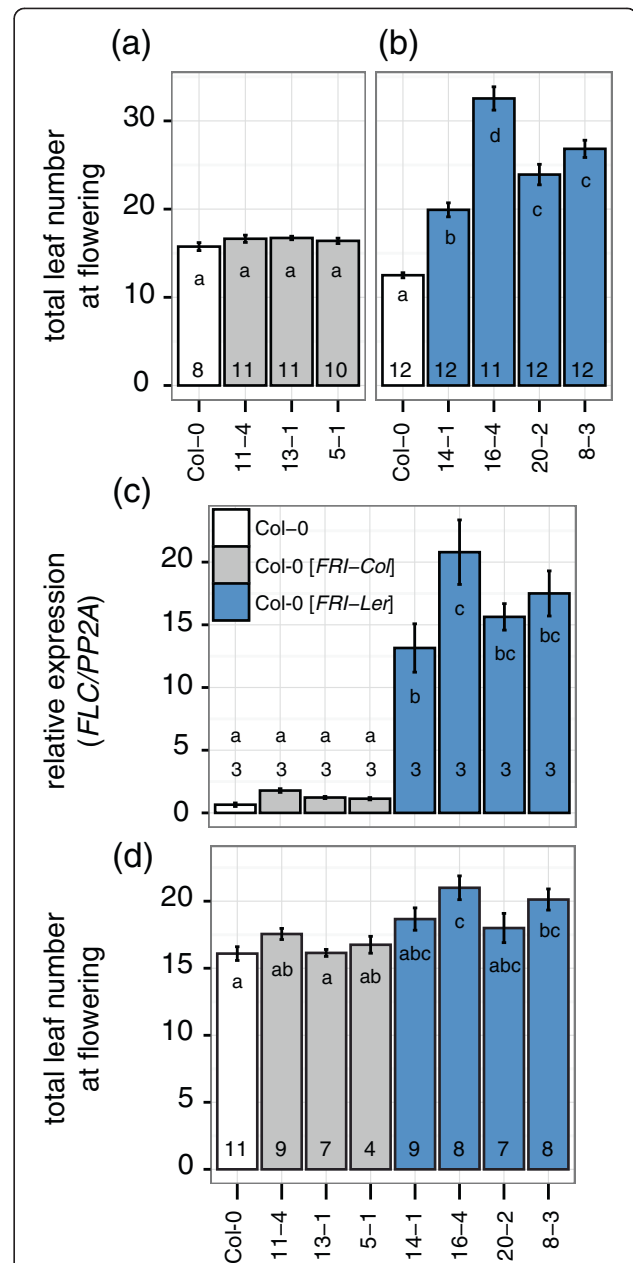 (a)
(b)
total leaf number
at flowering
30
20
10
0
a a a a
8 11 11 10
Col−0 11−4 13−1 5−1
a b d c c
12 12 11 12 12
Col−0 14−1 16−4 20−2 8−3
(c)
relative expression
(FLC/PP2A)
20
15
10
5
0
Col−0
Col−0 [FRI−Col]
Col−0 [FRI−Ler]
a a a a b c bc bc
3 3 3 3 3 3 3 3
(d)
total leaf number
at flowering
20
15
10
5
0
a ab a ab abc c abc bc
11 9 7 4 9 8 7 8
Col−0 11−4 13−1 5−1 14−1 16−4 20−2 8−3